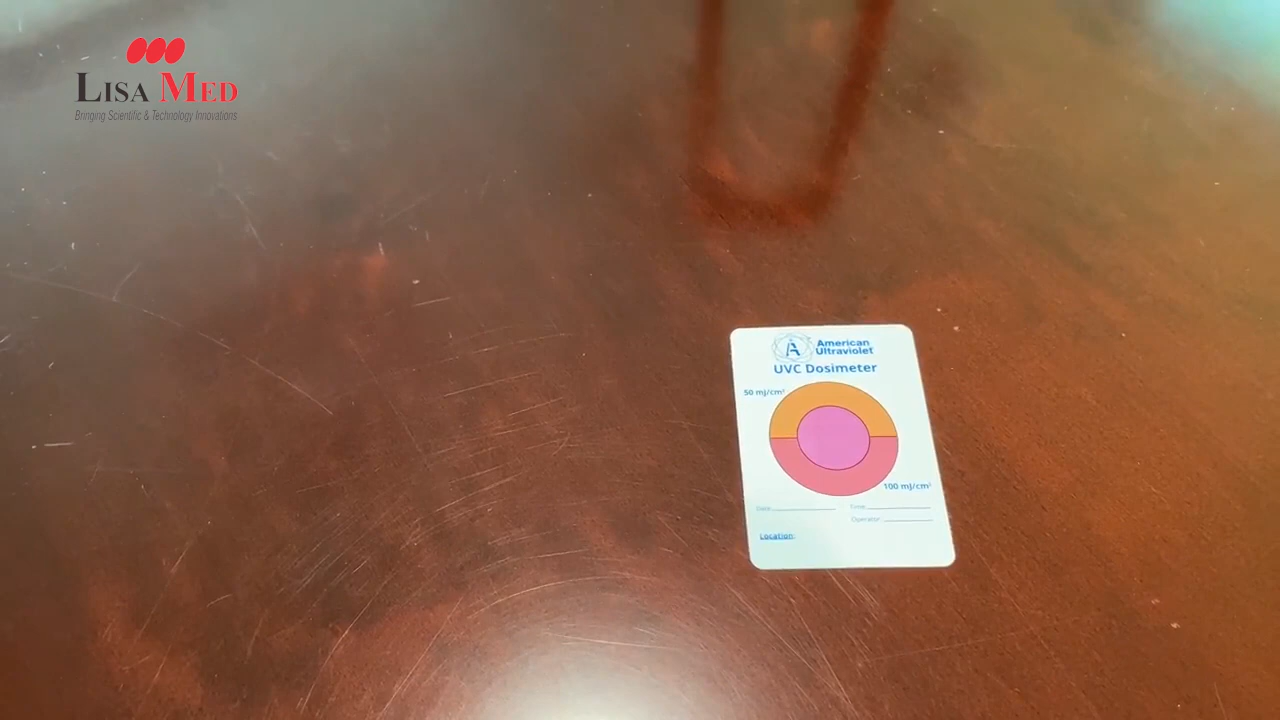 LISA MED
Bringing Scientific & Technology Innovations
American
Ultraviolet
UVC Dosimeter
50 mJ/cm²
100 mJ/cm²
Date:
Time:
Operator:
Location: